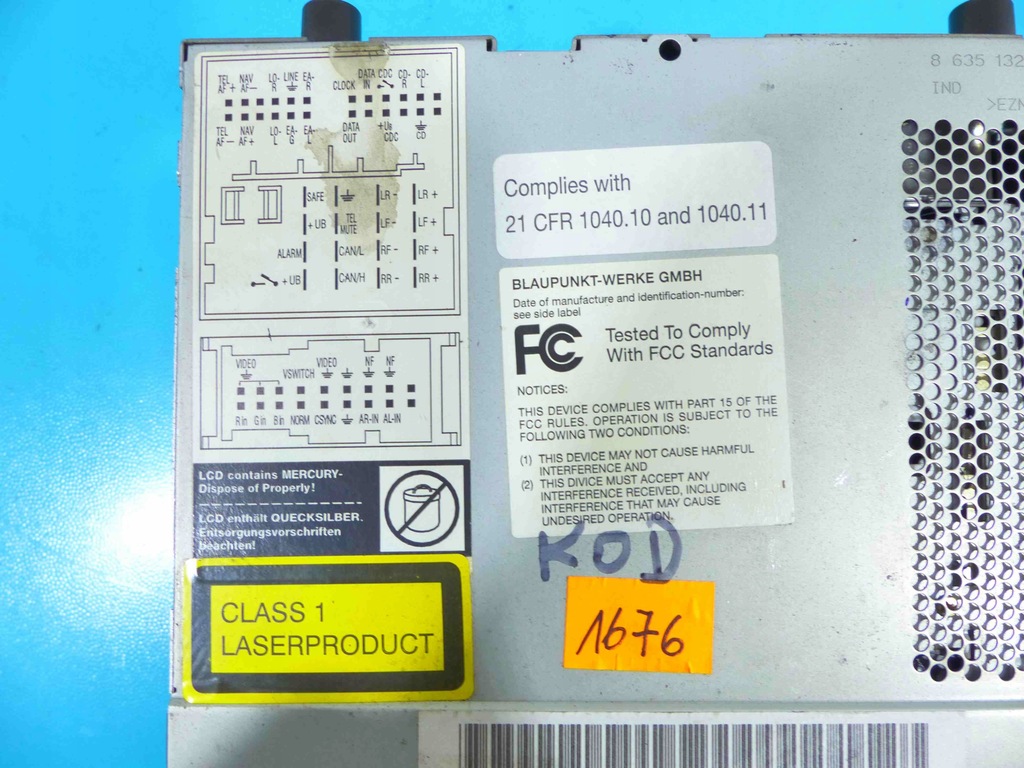 8 635 132
IND
>EZN
TEL AF+ NAV AF— LO-R LINE EA-R CLOCK DATA IN CDC CD-R CD-L
TEL AF— NAV AF+ LO-L EA-G EA-L DATA OUT +Us CDC CD
SAFE LR - LR +
+ UB TEL MUTE LF - LF +
ALARM CAN/L RF - RF +
+ UB CAN/H RR - RR +
VIDEO VSWITCH VIDEO NF NF
R in G in B in NORM CSYNC AR-IN AL-IN
LCD contains MERCURY-
Dispose of Properly!
LCD enthält QUECKSILBER.
Entsorgungsvorschriften
beachten!
CLASS 1
LASERPRODUCT
Complies with
21 CFR 1040.10 and 1040.11
BLAUPUNKT-WERKE GMBH
Date of manufacture and identification-number:
see side label
FC Tested To Comply
With FCC Standards
NOTICES:
THIS DEVICE COMPLIES WITH PART 15 OF THE
FCC RULES. OPERATION IS SUBJECT TO THE
FOLLOWING TWO CONDITIONS:
(1) THIS DEVICE MAY NOT CAUSE HARMFUL
INTERFERENCE AND
(2) THIS DIVICE MUST ACCEPT ANY
INTERFERENCE RECEIVED, INCLUDING
INTERFERENCE THAT MAY CAUSE
UNDESIRED OPERATION.
KOD
1676